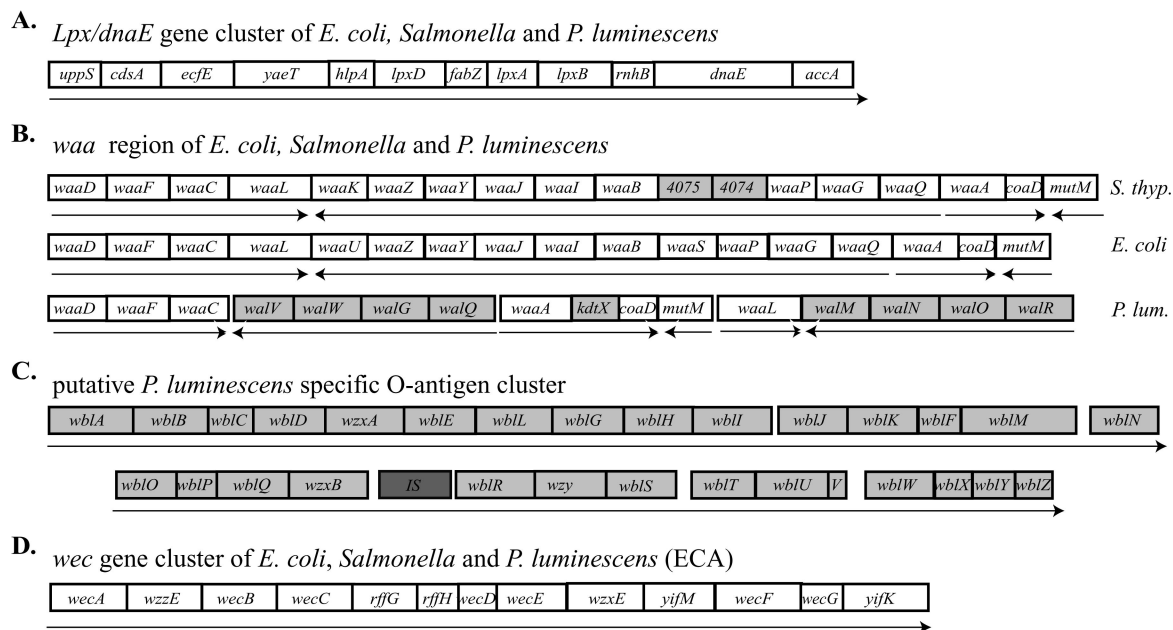 A.
Lpx/dnaE gene cluster of E. coli, Salmonella and P. luminescens
uppS cdsA ecfE yaeT hlpA lpxD fabZ lpxA lpxB rnhB dnaE accA
B.
waa region of E. coli, Salmonella and P. luminescens
waaD waaF waaC waaL waaK waaZ waaY waaJ waaI waaB 4075 4074 waaP waaG waaQ waaA coaD mutM S. thyp.
waaD waaF waaC waaL waaU waaZ waaY waaJ waaI waaB waaS waaP waaG waaQ waaA coaD mutM E. coli
waaD waaF waaC walV walW walG walQ waaA kdtX coaD mutM waaL walM walN walO walR P. lum.
C.
putative P. luminescens specific O-antigen cluster
wblA wblB wblC wblD wzxA wblE wblL wblG wblH wblI wblJ wblK wblF wblM wblN
wblO wblP wblQ wzxB IS wblR wzy wblS wblT wblU V wblW wblX wblY wblZ
D.
wec gene cluster of E. coli, Salmonella and P. luminescens (ECA)
wecA wzzE wecB wecC rffG rffH wecD wecE wzxE yifM wecF wecG yifK